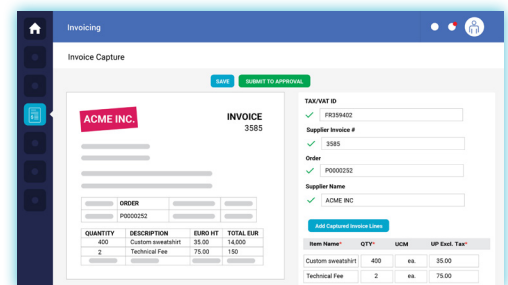 Invoicing
Invoice Capture
SAVE
SUBMIT TO APPROVAL
ACME INC.
INVOICE
3585
ORDER
P0000252
QUANTITY DESCRIPTION EURO HT TOTAL EUR
400 Custom sweatshirt 35.00 14,000
2 Technical Fee 75.00 150
TAX/VAT ID
FR359402
Supplier Invoice #
3585
Order
P0000252
Supplier Name
ACME INC
Add Captured Invoice Lines
Item Name* QTY* UCM UP Excl. Tax*
Custom sweatshirt 400 ea. 35.00
Technical Fee 2 ea. 75.00